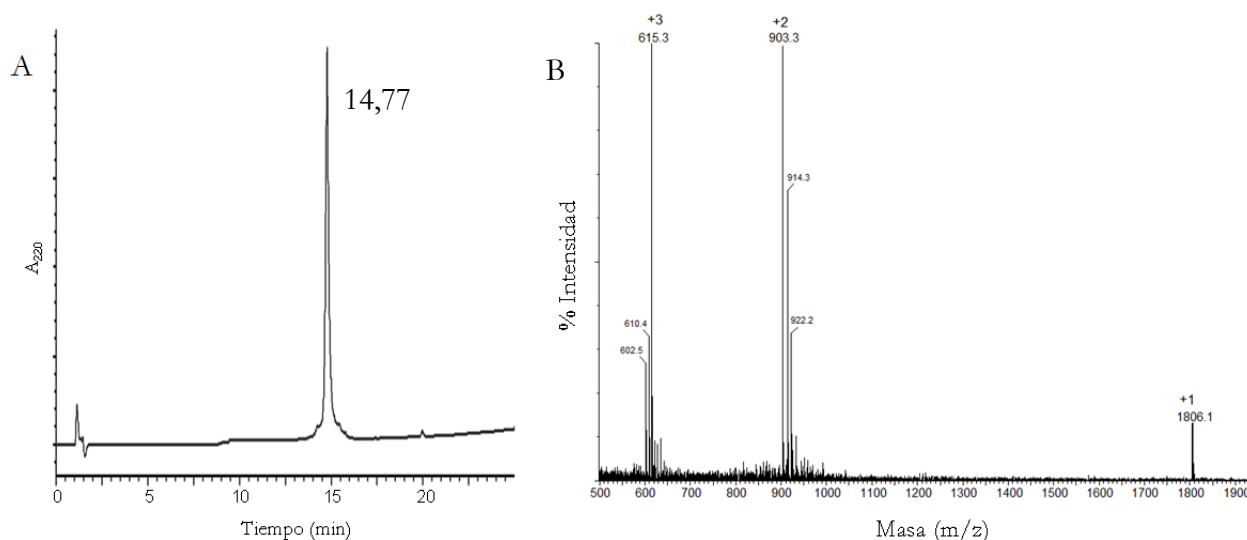 A
14,77
A220
0 5 10 15 20
Tiempo (min)
B
+3
615.3
+2
903.3
914.3
922.2
610.4
602.5
+1
1806.1
% Intensidad
500 600 700 800 900 1000 1100 1200 1300 1400 1500 1600 1700 1800 1900
Masa (m/z)